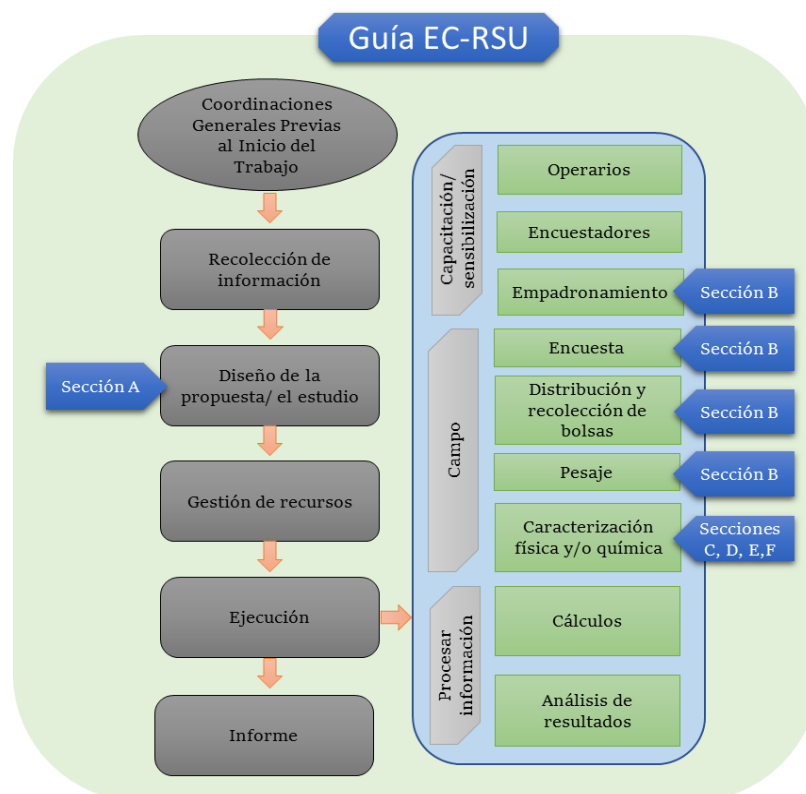 Guía EC-RSU
Coordinaciones
Generales Previas
al Inicio del
Trabajo
Recolección de
información
Sección A
Diseño de la
propuesta/ el estudio
Gestión de recursos
Ejecución
Informe
Capacitación/
sensibilización
Operarios
Encuestadores
Empadronamiento
Sección B
Campo
Encuesta
Sección B
Distribución y
recolección de
bolsas
Sección B
Pesaje
Sección B
Caracterización
física y/o química
Secciones
C, D, E,F
Procesar
información
Cálculos
Análisis de
resultados